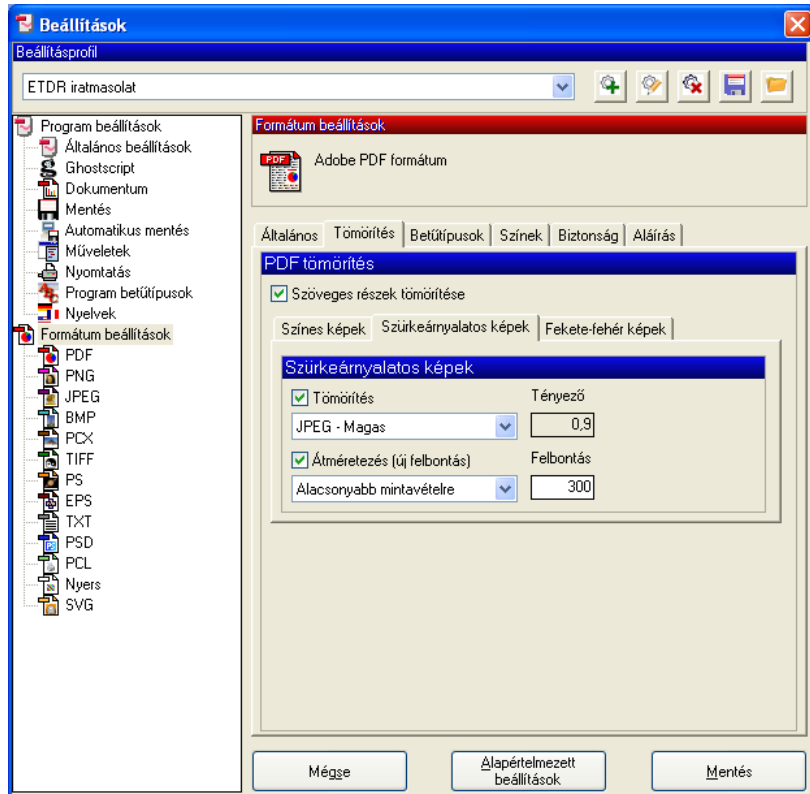 Beállítások
Beállításprofil
ETDR iratmasolat
Program beállítások
Általános beállítások
Ghostscript
Dokumentum
Mentés
Automatikus mentés
Műveletek
Nyomtatás
Program betűtípusok
Nyelvek
Formátum beállítások
PDF
PNG
JPEG
BMP
PCX
TIFF
PS
EPS
TXT
PSD
PCL
Nyers
SVG
Formátum beállítások
PDF
Adobe PDF formátum
Általános Tömörítés Betűtípusok Színek Biztonság Aláírás
PDF tömörítés
Szöveges részek tömörítése
Színes képek Szürkeárnyalatos képek Fekete-fehér képek
Szürkeárnyalatos képek
Tömörítés Tényező
JPEG - Magas 0,9
Átméretezés (új felbontás) Felbontás
Alacsonyabb mintavételre 300
Mégse
Alapértelmezett
beállítások
Mentés